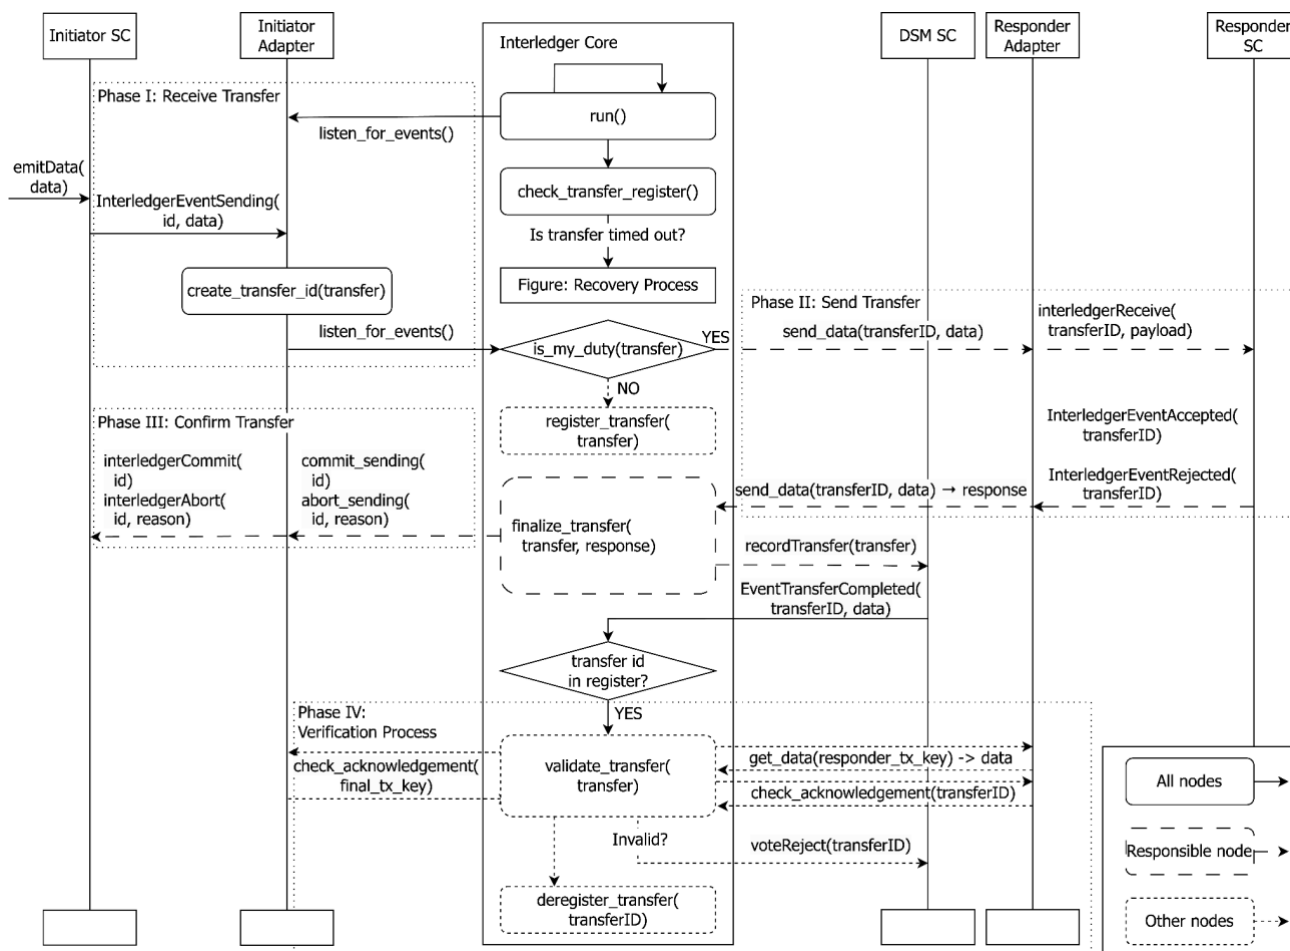 Initiator SC
Initiator
Adapter
Interledger Core
DSM SC
Responder
Adapter
Responder
SC
Phase I: Receive Transfer
run()
listen_for_events()
emitData(
data)
InterledgerEventSending(
id, data)
check_transfer_register()
Is transfer timed out?
create_transfer_id(transfer)
Figure: Recovery Process
Phase II: Send Transfer
listen_for_events()
is_my_duty(transfer)
YES
send_data(transferID, data)
interledgerReceive(
transferID, payload)
NO
register_transfer(
transfer)
Phase III: Confirm Transfer
interledgerCommit(
id)
interledgerAbort(
id, reason)
commit_sending(
id)
abort_sending(
id, reason)
InterledgerEventAccepted(
transferID)
InterledgerEventRejected(
transferID)
send_data(transferID, data) → response
finalize_transfer(
transfer, response)
recordTransfer(transfer)
EventTransferCompleted(
transferID, data)
transfer id
in register?
YES
Phase IV:
Verification Process
check_acknowledgement(
final_tx_key)
validate_transfer(
transfer)
get_data(responder_tx_key) -> data
check_acknowledgement(transferID)
Invalid?
voteReject(transferID)
deregister_transfer(
transferID)
All nodes
Responsible node
Other nodes